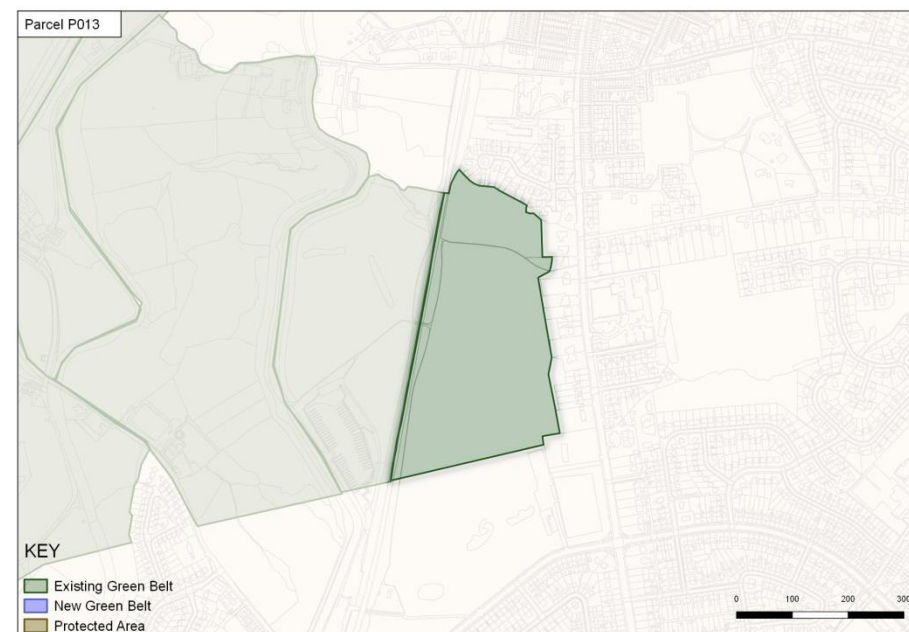 Parcel P013
KEY
Existing Green Belt
New Green Belt
Protected Area
0 100 200 300